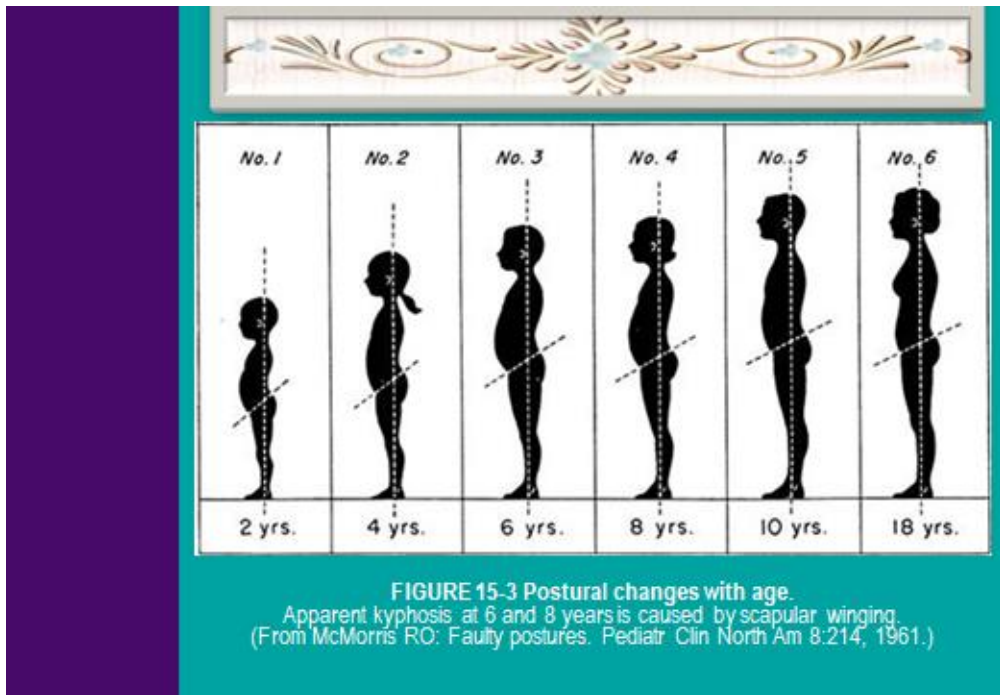 No. 1 No. 2 No. 3 No. 4 No. 5 No. 6
2 yrs. 4 yrs. 6 yrs. 8 yrs. 10 yrs. 18 yrs.
FIGURE 15-3 Postural changes with age.
Apparent kyphosis at 6 and 8 years is caused by scapular winging.
(From McMorris RO: Faulty postures. Pediatr Clin North Am 8:214, 1961.)